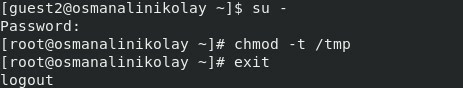 [guest2@osmanalinikolay ~]$ su -
Password:
[root@osmanalinikolay ~]# chmod -t /tmp
[root@osmanalinikolay ~]# exit
logout